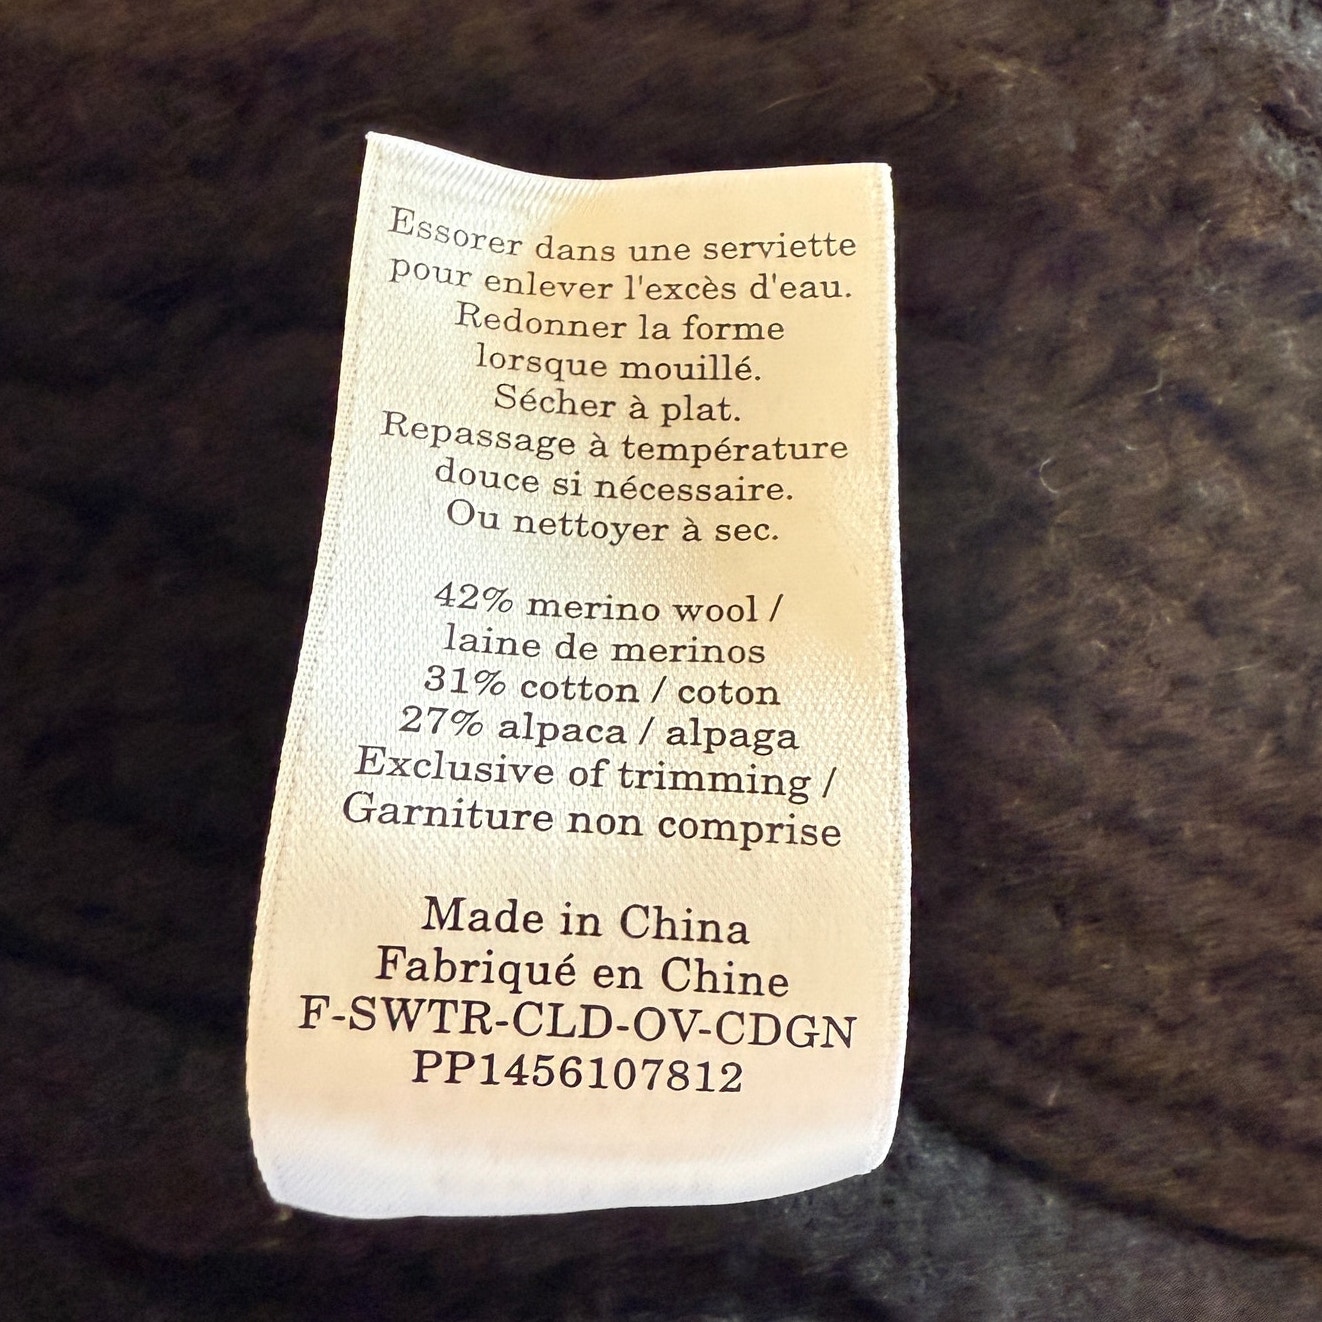 Essorer dans une serviette
pour enlever l'excès d'eau.
Redonner la forme
lorsque mouillé.
Sécher à plat.
Repassage à température
douce si nécessaire.
Ou nettoyer à sec.
42% merino wool /
laine de merinos
31% cotton / coton
27% alpaca / alpaga
Exclusive of trimming /
Garniture non comprise
Made in China
Fabriqué en Chine
F-SWTR-CLD-OV-CDGN
PP1456107812